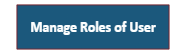 Manage Roles of User